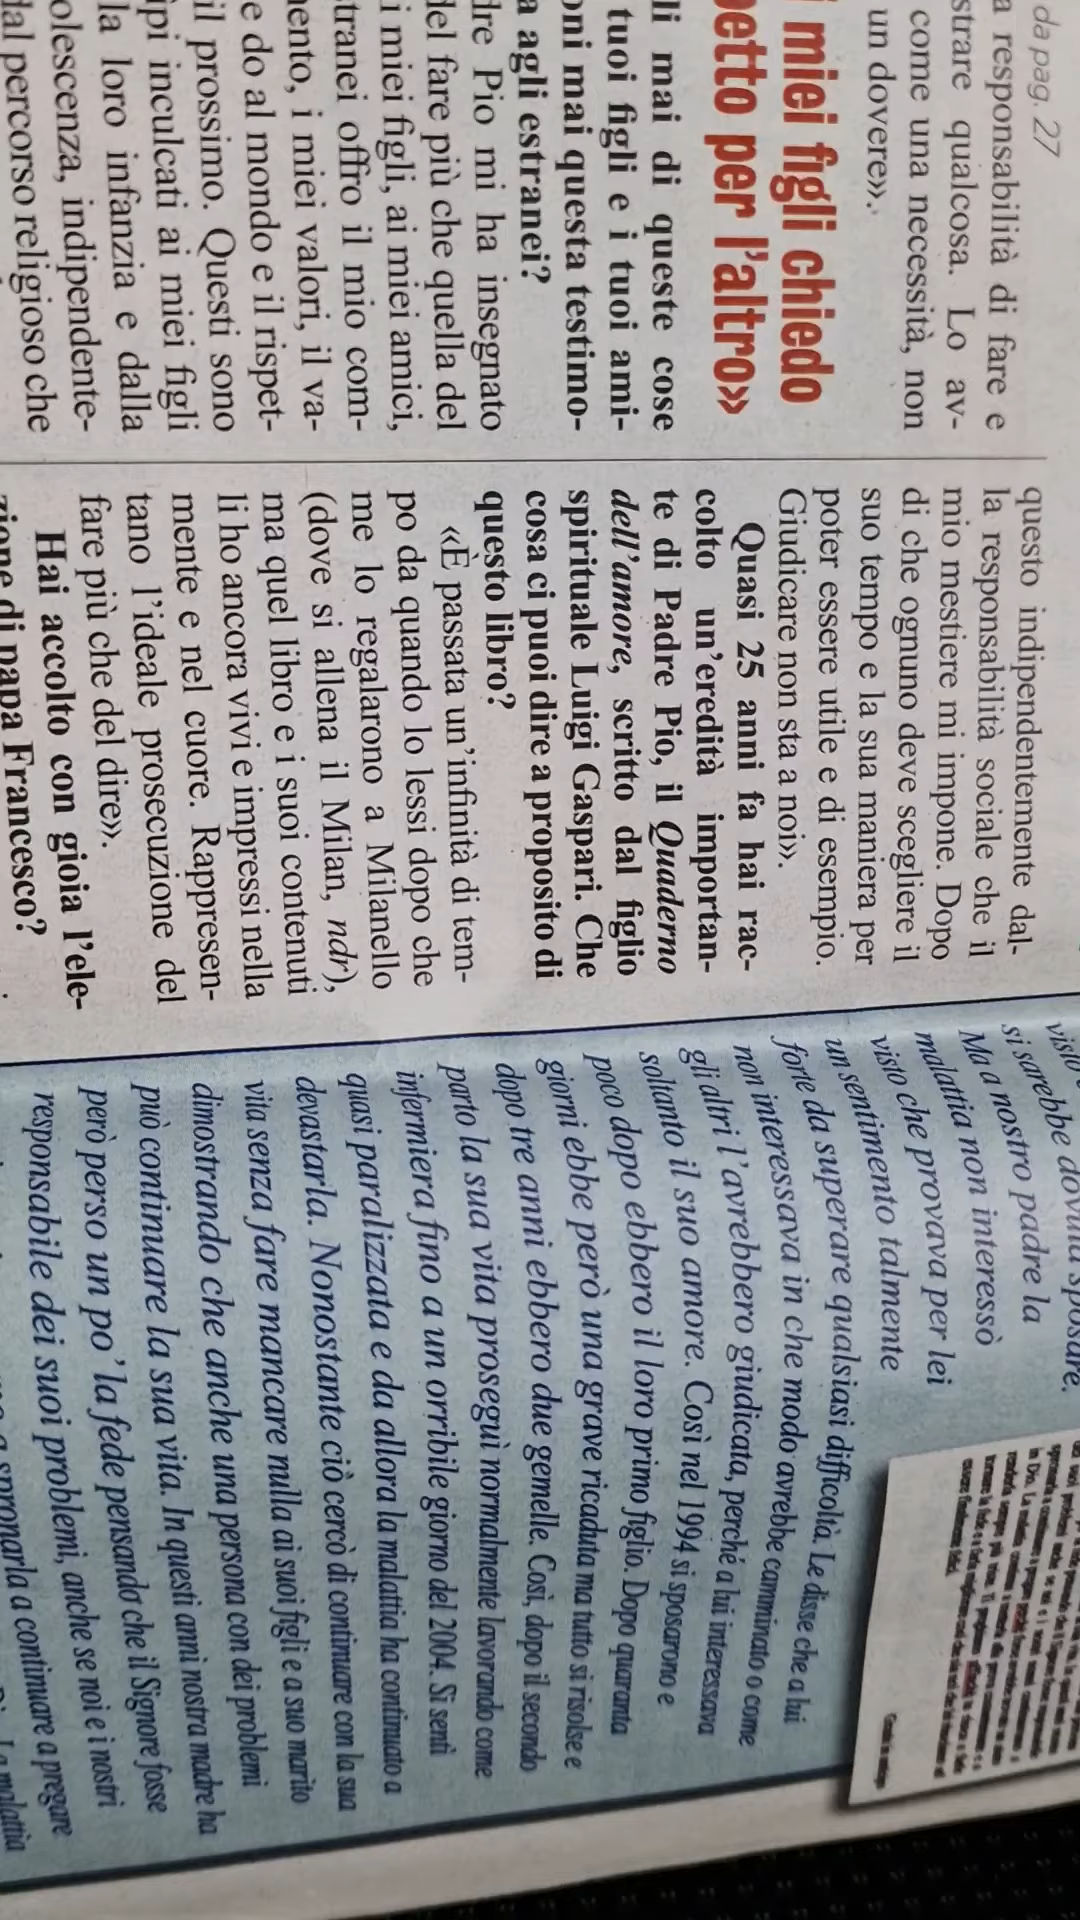 da pag. 27
a responsabilità di fare e
strare qualcosa. Lo av-
come una necessità, non
un dovere».
i miei figli chiedo
petto per l'altro»
li mai di queste cose
tuoi figli e i tuoi ami-
oni mai questa testimo-
a agli estranei?
dre Pio mi ha insegnato
del fare più che quella del
i miei figli, ai miei amici,
stranei offro il mio com-
mento, i miei valori, il va-
e do al mondo e il rispet-
il prossimo. Questi sono
ipi inculcati ai miei figli
la loro infanzia e dalla
olescenza, indipendente-
dal percorso religioso che
questo indipendentemente dal-
la responsabilità sociale che il
mio mestiere mi impone. Dopo
di che ognuno deve scegliere il
suo tempo e la sua maniera per
poter essere utile e di esempio.
Giudicare non sta a noi».
Quasi 25 anni fa hai rac-
colto un'eredità importan-
te di Padre Pio, il Quaderno
dell'amore, scritto dal figlio
spirituale Luigi Gaspari. Che
cosa ci puoi dire a proposito di
questo libro?
«È passata un'infinità di tem-
po da quando lo lessi dopo che
me lo regalarono a Milanello
(dove si allena il Milan, ndr),
ma quel libro e i suoi contenuti
li ho ancora vivi e impressi nella
mente e nel cuore. Rappresen-
tano l'ideale prosecuzione del
fare più che del dire».
Hai accolto con gioia l'ele-
zione di papa Francesco?
visto dovuta sposare.
si sarebbe
a nostro padre la
Ma malattia non interessò
visto che provava per lei
un sentimento talmente
forte da superare qualsiasi difficoltà. Le disse che a lui
non interessava in che modo avrebbe camminato o come
gli altri l'avrebbero giudicata, perché a lui interessava
soltanto il suo amore. Così nel 1994 si sposarono e
poco dopo ebbero il loro primo figlio. Dopo quaranta
giorni ebbe però una grave ricaduta ma tutto si risolse e
dopo tre anni ebbero due gemelle. Così, dopo il secondo
parto la sua vita proseguì normalmente lavorando come
infermiera fino a un orribile giorno del 2004. Si sentì
quasi paralizzata e da allora la malattia ha continuato a
devastarla. Nonostante ciò cercò di continuare con la sua
vita senza fare mancare nulla ai suoi figli e a suo marito
dimostrando che anche una persona con dei problemi
può continuare la sua vita. In questi anni nostra madre ha
però perso un po' la fede pensando che il Signore fosse
responsabile dei suoi problemi, anche se noi e i nostri
spronarla a continuare a pregare
malattia